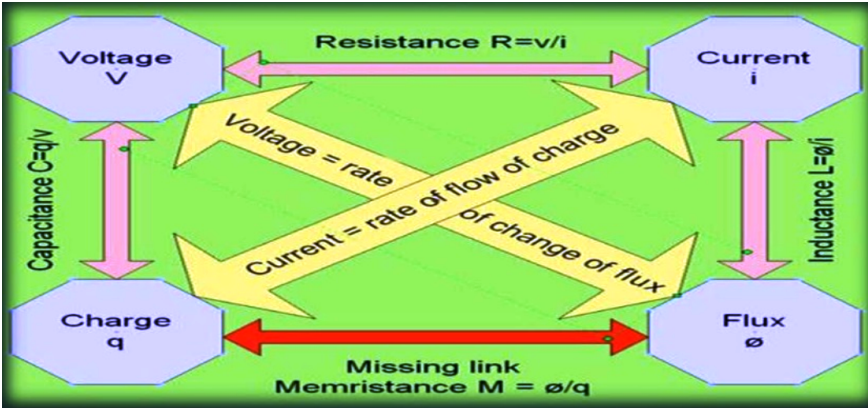 Voltage
V
Resistance R=v/i
Current
i
Capacitance C=q/v
Voltage = rate of change of flux
Current = rate of flow of charge
Inductance L=ø/i
Charge
q
Missing link
Memristance M = ø/q
Flux
ø